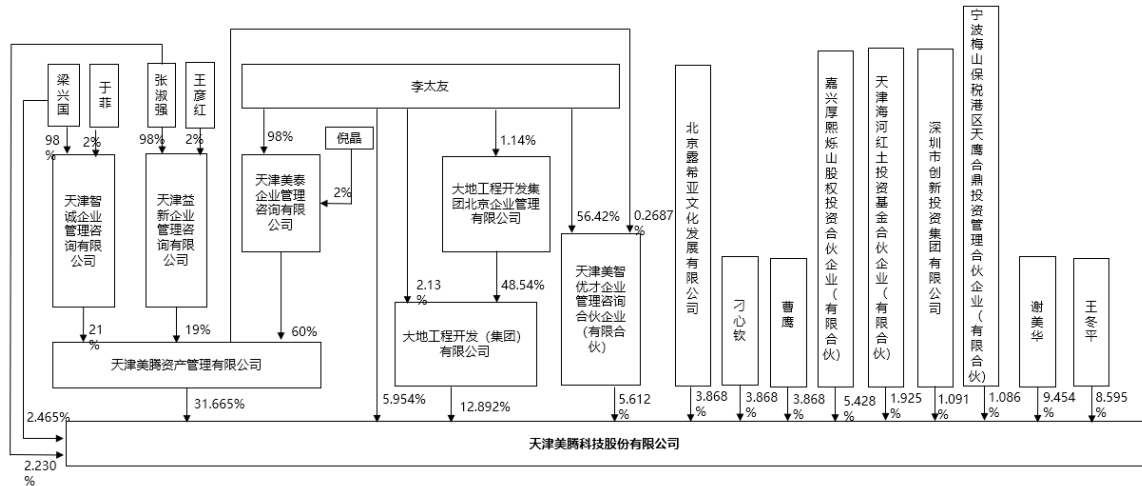 梁兴国
于菲
张淑强
王彦红
李太友
倪晶
98%
2%
98%
2%
98%
2%
1.14%
天津智诚企业管理咨询有限公司
天津益新企业管理咨询有限公司
天津美泰
企业管理
咨询有限公司
大地工程开发集
团北京企业管理
有限公司
56.42%
0.2687%
2.13%
48.54%
天津美智
优才企业
管理咨询
合伙企业
(有限合
伙)
21%
19%
60%
天津美腾资产管理有限公司
大地工程开发（集团）
有限公司
北京露希亚文化发展有限公司
刁心钦
曹鹰
嘉兴厚熙烁山股权投资合伙企业（有限合伙）
天津海河红土投资基金合伙企业（有限合伙）
深圳市创新投资集团有限公司
宁波梅山保税港区天鹰合鼎投资管理合伙企业（有限合伙）
谢美华
王冬平
2.465%
2.230%
31.665%
5.954%
12.892%
5.612%
3.868%
3.868%
3.868%
5.428%
1.925%
1.091%
1.086%
9.454%
8.595%
天津美腾科技股份有限公司